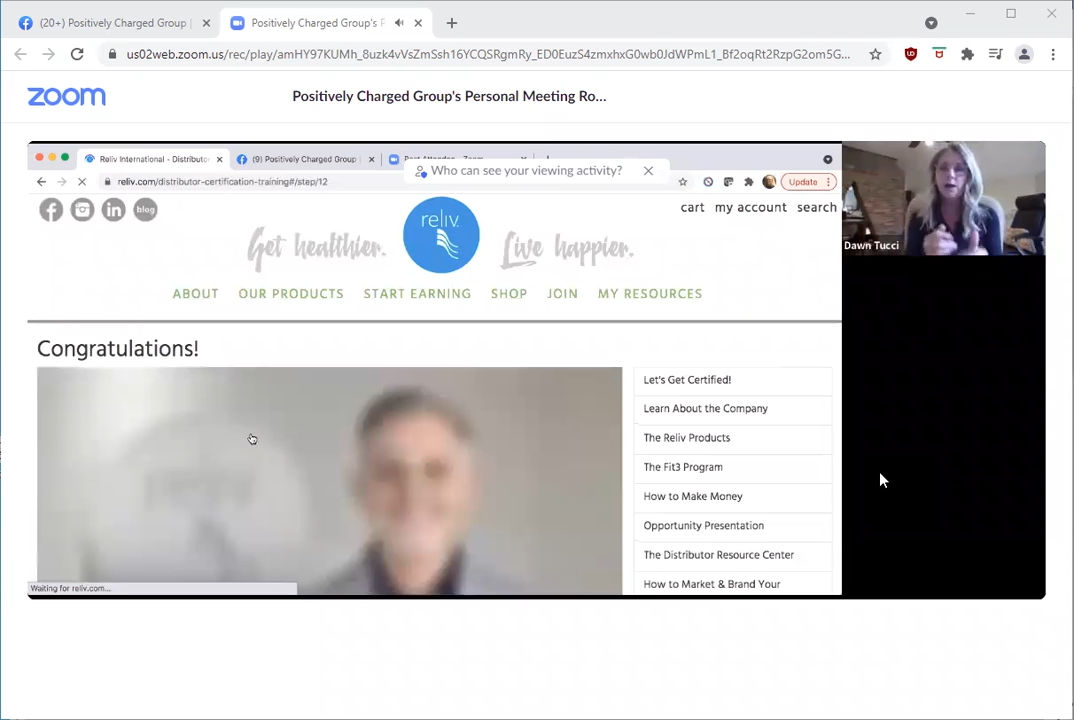 (20+) Positively Charged Group |
Positively Charged Group's P
us02web.zoom.us/rec/play/amHY97KUMh_8uzk4vVsZmSsh16YCQSRgmRy_ED0EuzS4zmxhxG0wb0JdWPmL1_Bf2oqRt2RzpG2om5G...
zoom
Positively Charged Group's Personal Meeting Ro...
Reliv International - Distributor
(9) Positively Charged Group
Zoom
Who can see your viewing activity?
reliv.com/distributor-certification-training#/step/12
Update
blog
cart my account search
Get healthier.
reliv
Live happier.
ABOUT OUR PRODUCTS START EARNING SHOP JOIN MY RESOURCES
Dawn Tucci
Congratulations!
Let's Get Certified!
Learn About the Company
The Reliv Products
The Fit3 Program
How to Make Money
Opportunity Presentation
The Distributor Resource Center
How to Market & Brand Your
Waiting for reliv.com...